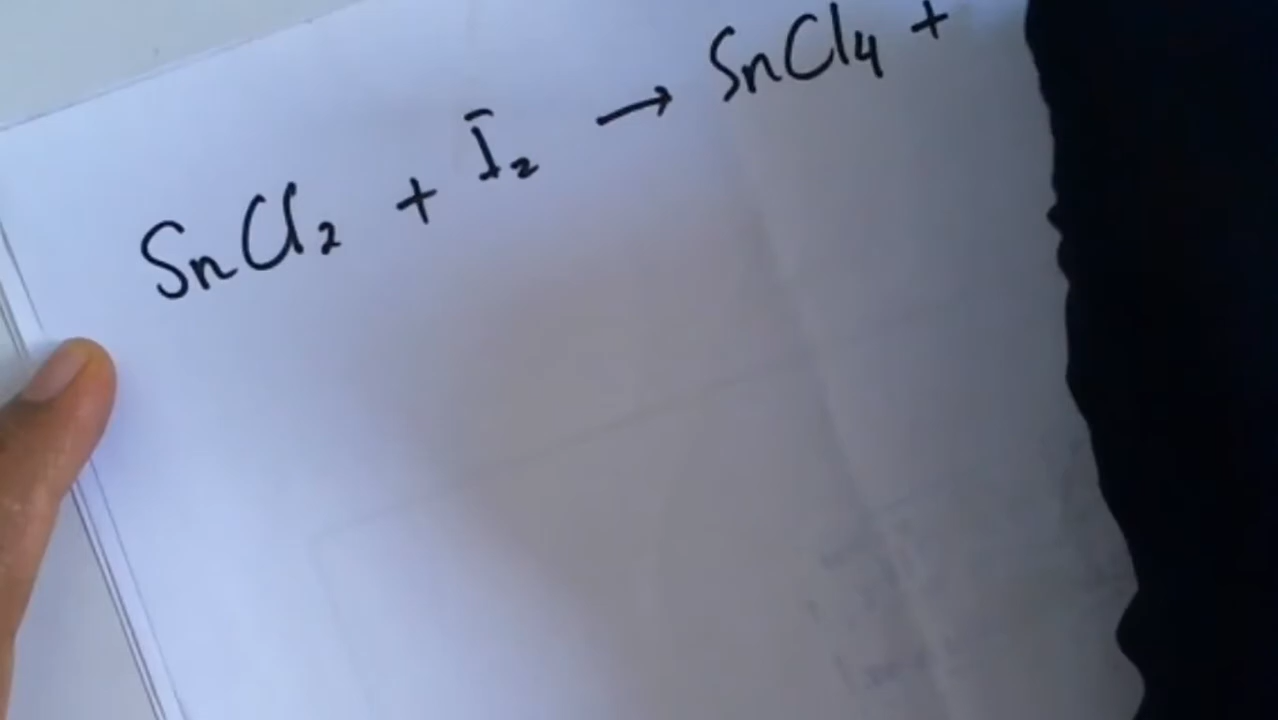 SnCl₂ + I₂ → SnCl₄ +